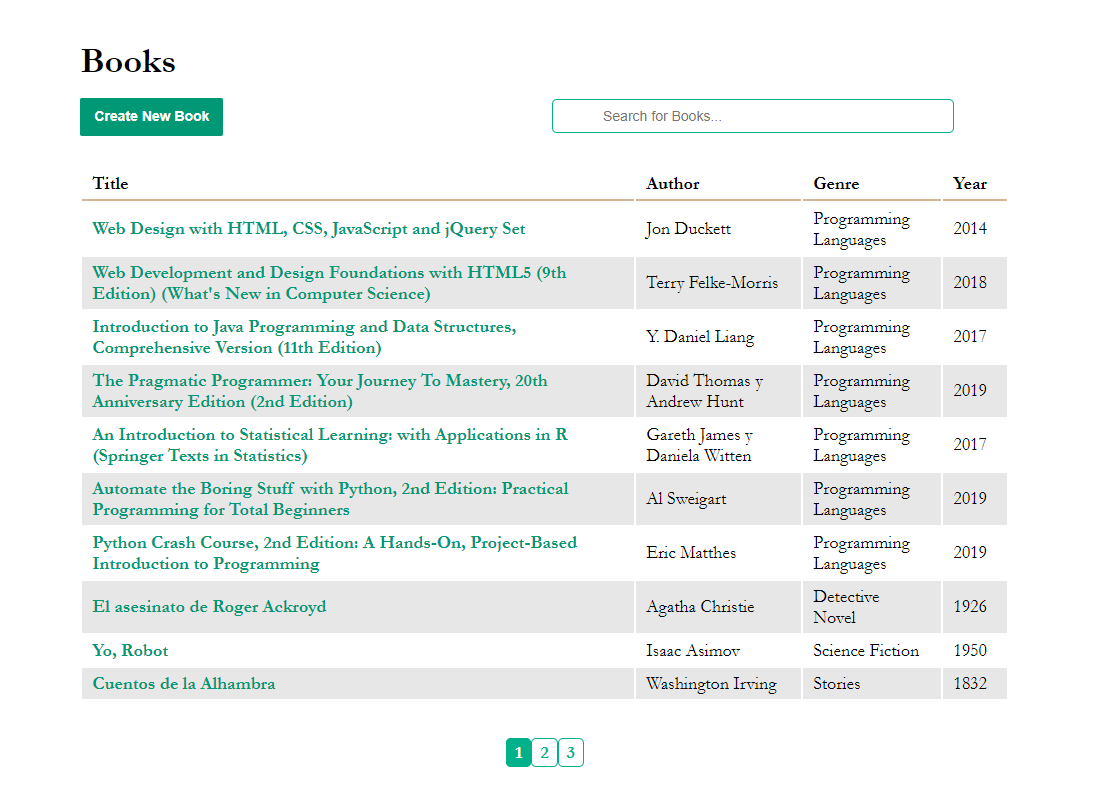 Books
Create New Book
Search for Books...
Title Author Genre Year
Web Design with HTML, CSS, JavaScript and jQuery Set Jon Duckett Programming Languages 2014
Web Development and Design Foundations with HTML5 (9th
Edition) (What's New in Computer Science) Terry Felke-Morris Programming Languages 2018
Introduction to Java Programming and Data Structures,
Comprehensive Version (11th Edition) Y. Daniel Liang Programming Languages 2017
The Pragmatic Programmer: Your Journey To Mastery, 20th
Anniversary Edition (2nd Edition) David Thomas y Andrew Hunt Programming Languages 2019
An Introduction to Statistical Learning: with Applications in R
(Springer Texts in Statistics) Gareth James y Daniela Witten Programming Languages 2017
Automate the Boring Stuff with Python, 2nd Edition: Practical
Programming for Total Beginners Al Sweigart Programming Languages 2019
Python Crash Course, 2nd Edition: A Hands-On, Project-Based
Introduction to Programming Eric Matthes Programming Languages 2019
El asesinato de Roger Ackroyd Agatha Christie Detective Novel 1926
Yo, Robot Isaac Asimov Science Fiction 1950
Cuentos de la Alhambra Washington Irving Stories 1832
1 2 3